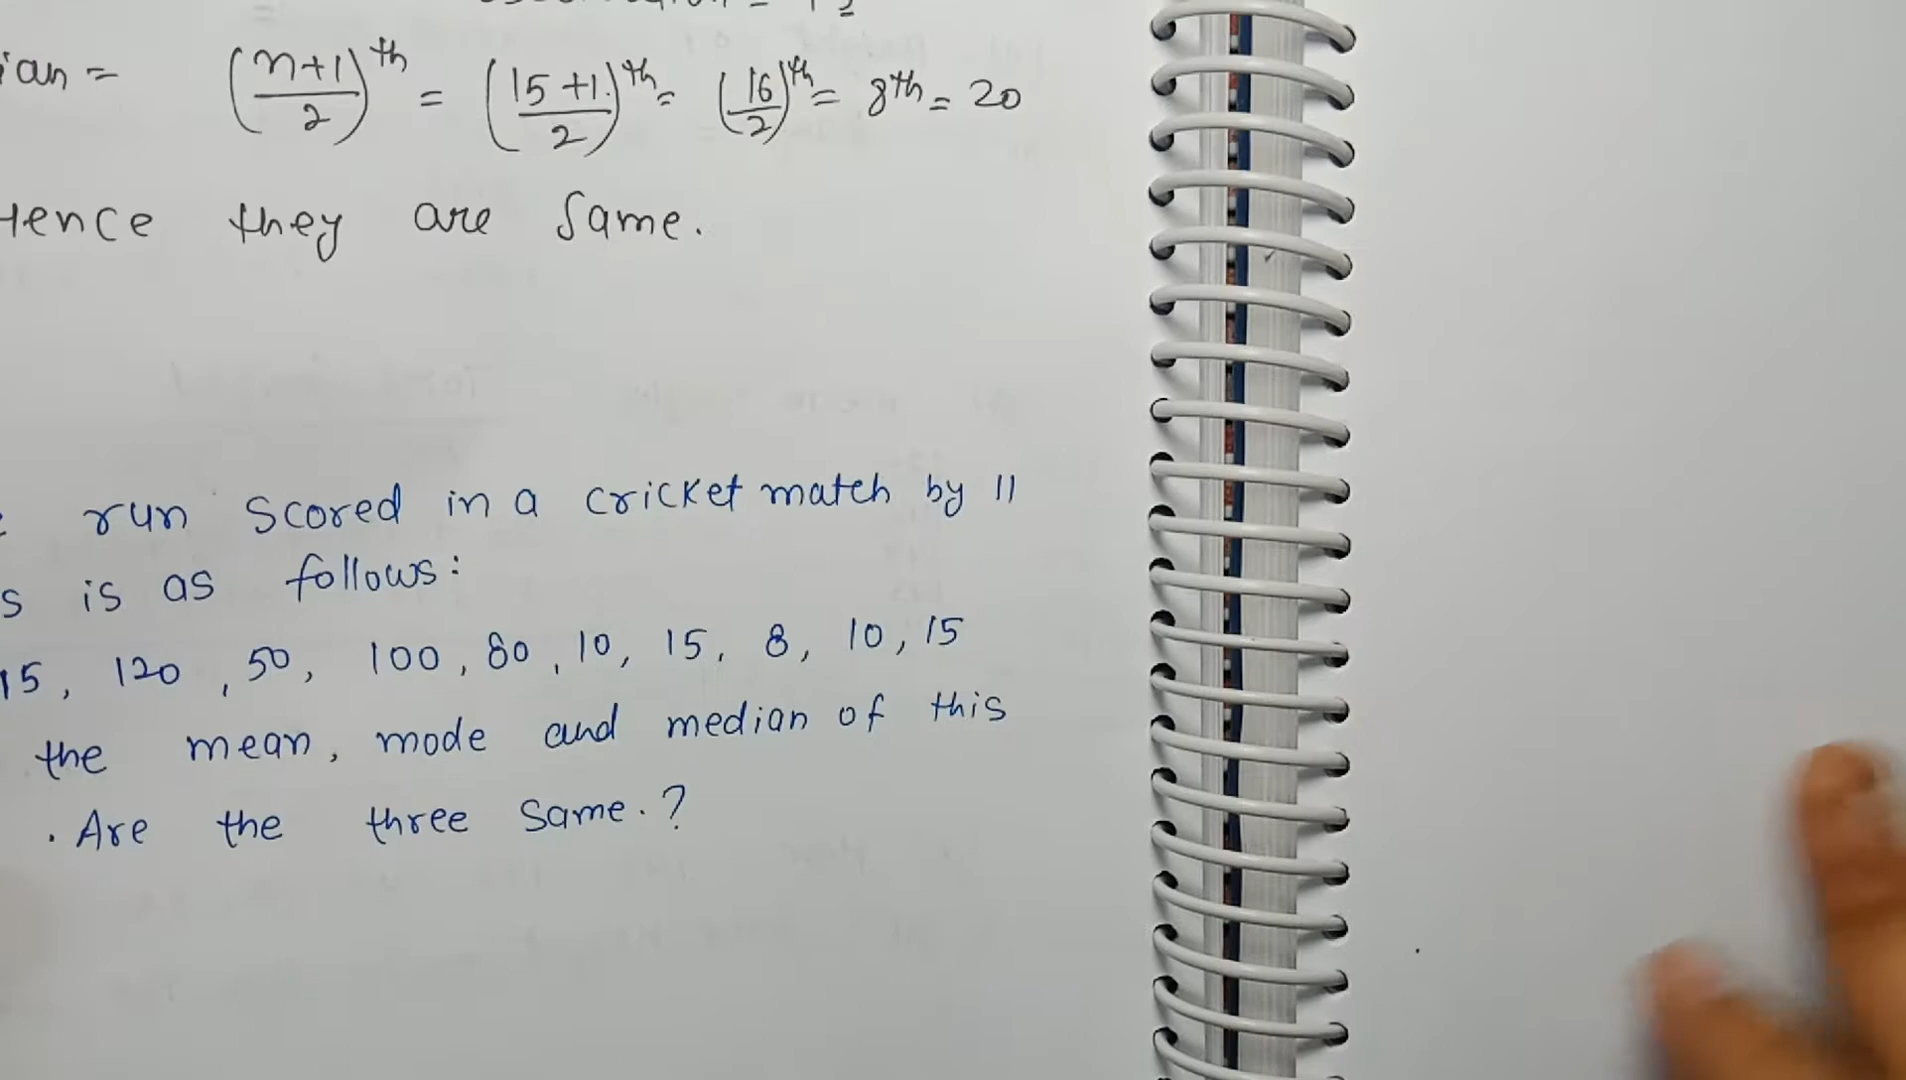 ian = (n+1/2)th = (15+1/2)th = (16/2)th = 8th = 20
Hence they are Same.
run scored in a cricket match by 11
s is as follows:
15, 120, 50, 100, 80, 10, 15, 8, 10, 15
the mean, mode and median of this
. Are the three same.?